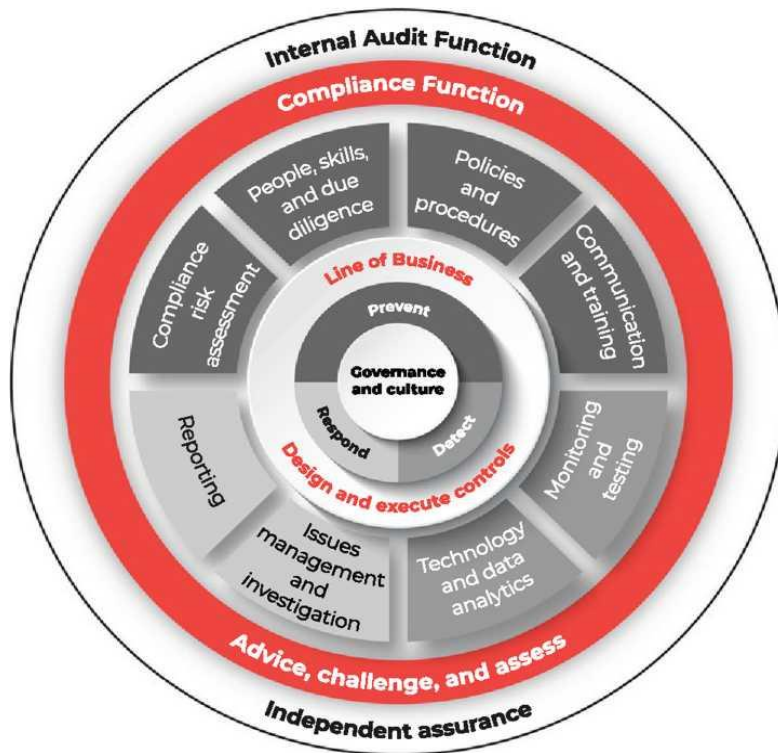 Internal Audit Function
Compliance Function
People, skills,
and due
diligence
Policies
and
procedures
Compliance
risk
assessment
Communication
and training
Line of Business
Prevent
Governance
and culture
Respond
Detect
Design and execute controls
Reporting
Monitoring
and
testing
Issues
management
and
investigation
Technology
and data
analytics
Advice, challenge, and assess
Independent assurance